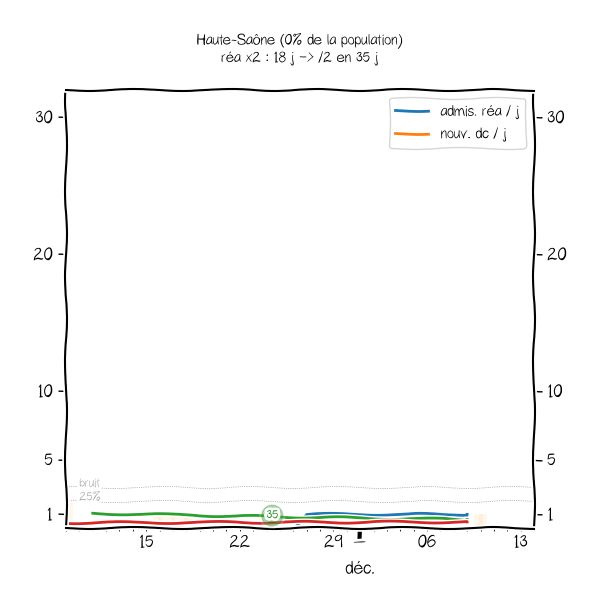 Haute-Saône (0% de la population)
réa x2 : 18 j -> /2 en 35 j
admis. réa / j
nouv. dc / j
30
30
20
20
10
10
5
5
bruit
25%
1
35
1
15
22
29
06
13
déc.